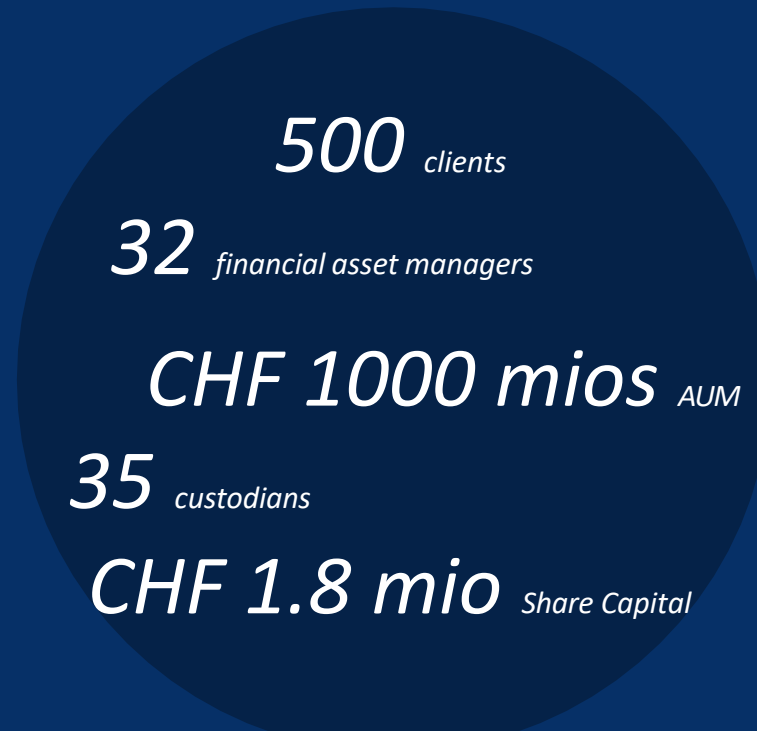 500 clients
32 financial asset managers
CHF 1000 mios AUM
35 custodians
CHF 1.8 mio Share Capital